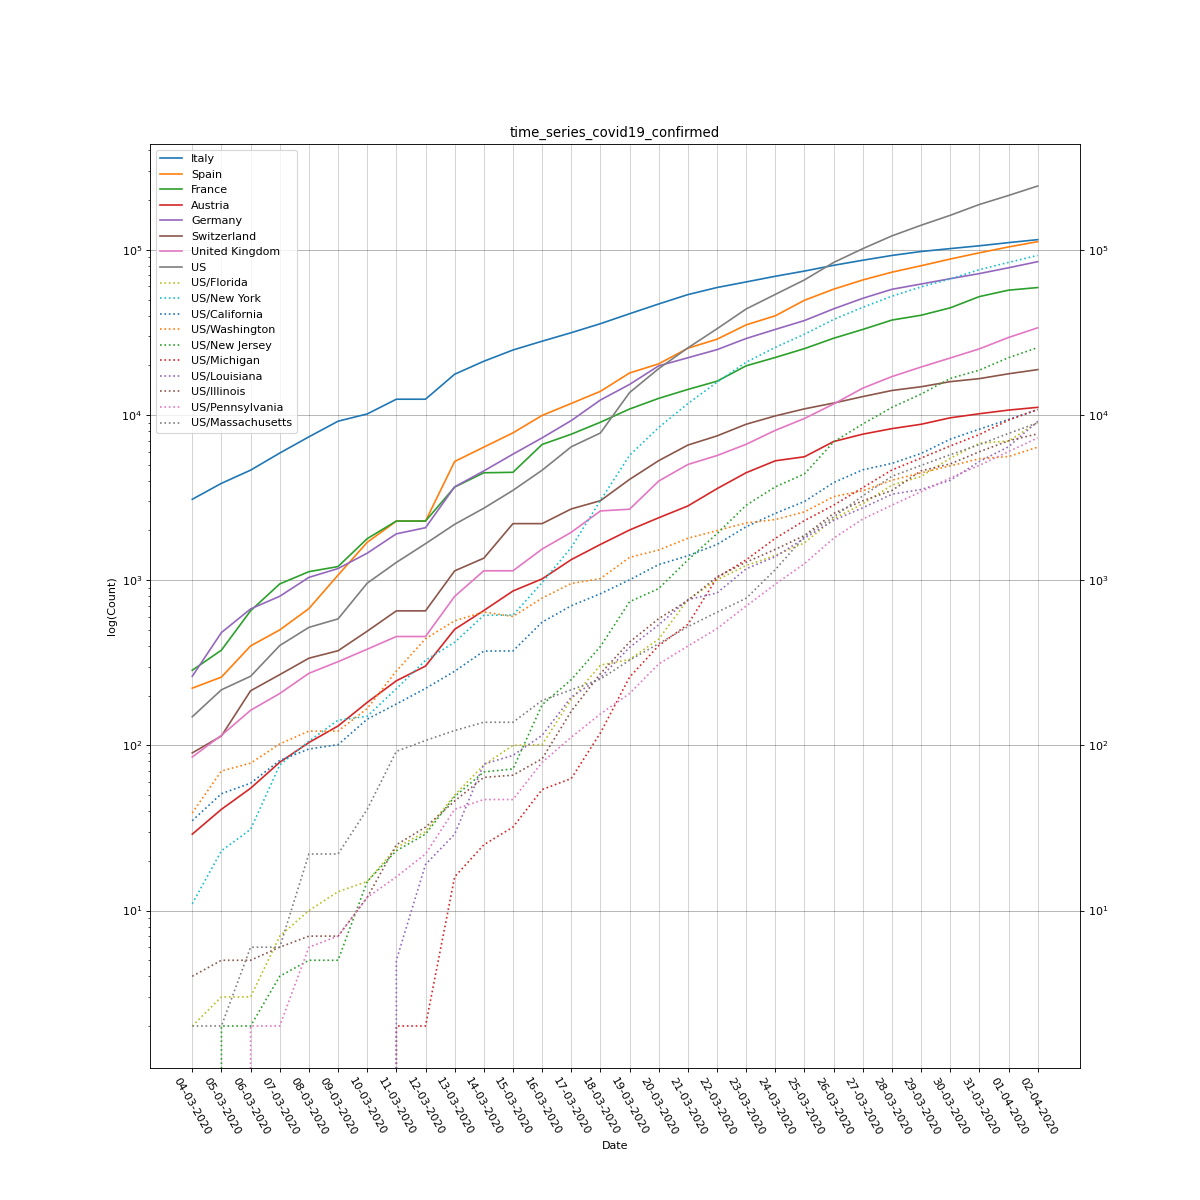 time_series_covid19_confirmed
Italy
Spain
France
Austria
Germany
Switzerland
United Kingdom
US
US/Florida
US/New York
US/California
US/Washington
US/New Jersey
US/Michigan
US/Louisiana
US/Illinois
US/Pennsylvania
US/Massachusetts
10⁵
10⁴
10³
10²
10¹
log(Count)
10⁵
10⁴
10³
10²
10¹
04-03-2020
05-03-2020
06-03-2020
07-03-2020
08-03-2020
09-03-2020
10-03-2020
11-03-2020
12-03-2020
13-03-2020
14-03-2020
15-03-2020
16-03-2020
17-03-2020
18-03-2020
19-03-2020
20-03-2020
21-03-2020
22-03-2020
23-03-2020
24-03-2020
25-03-2020
26-03-2020
27-03-2020
28-03-2020
29-03-2020
30-03-2020
31-03-2020
01-04-2020
02-04-2020
Date